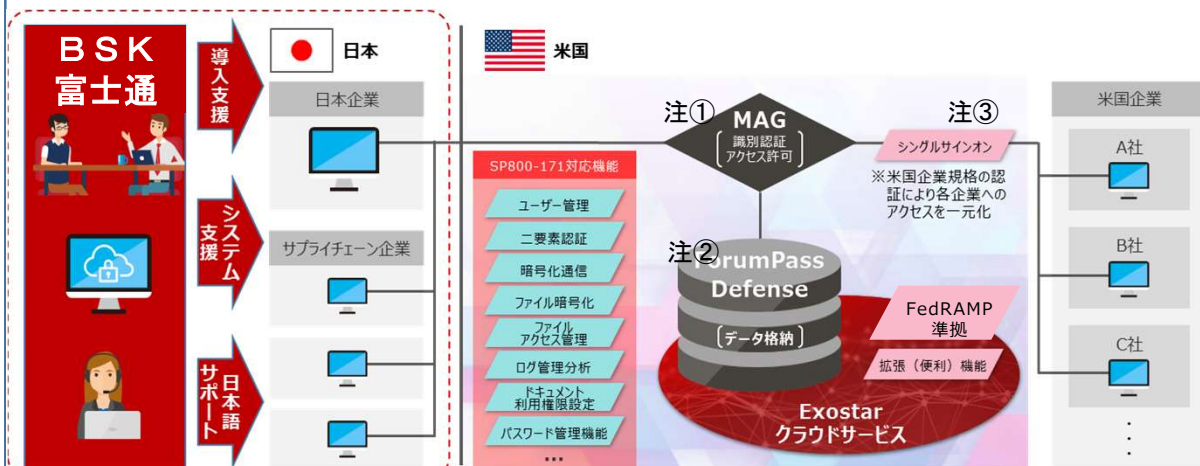 BSK
富士通
導入支援
システム
支援
日本語
サポート
日本
日本企業
サプライチェーン企業
米国
SP800-171対応機能
ユーザー管理
二要素認証
暗号化通信
ファイル暗号化
ファイル
アクセス管理
ログ管理分析
ドキュメント
利用権限設定
パスワード管理機能
…
注①
MAG
識別認証
アクセス許可
注②
ForumPass
Defense
〔データ格納〕
注③
シングルサインオン
※米国企業規格の認
証により各企業への
アクセスを一元化
FedRAMP
準拠
拡張（便利）機能
Exostar
クラウドサービス
米国企業
A社
B社
C社